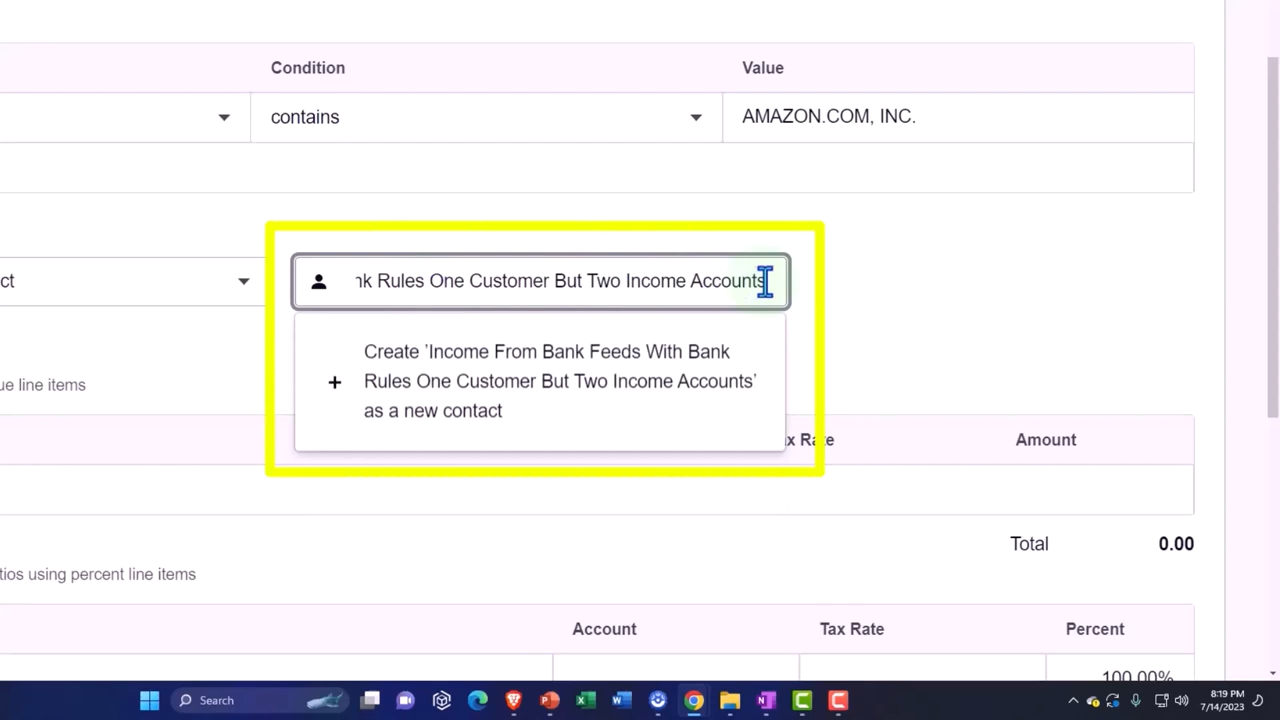 Condition
Value
contains
AMAZON.COM, INC.
ct
nk Rules One Customer But Two Income Accounts
Create 'Income From Bank Feeds With Bank
Rules One Customer But Two Income Accounts'
as a new contact
ue line items
x Rate
Amount
Total
0.00
tios using percent line items
Account
Tax Rate
Percent
100.00%
Search
8:19 PM
7/14/2023